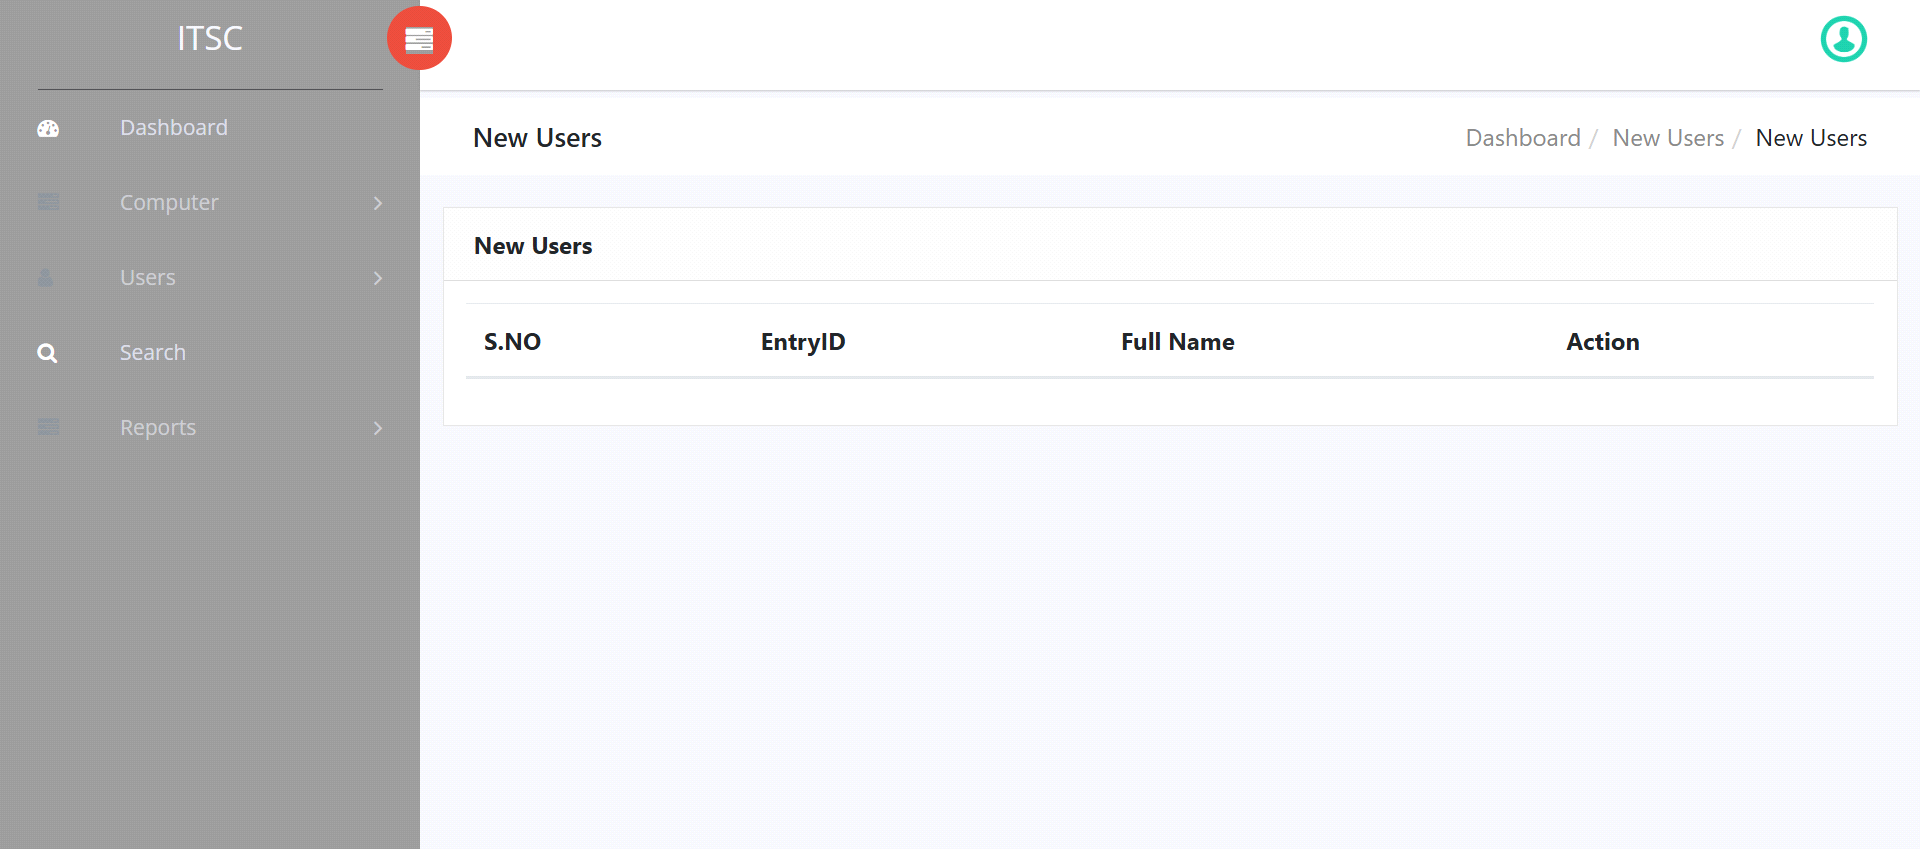 ITSC
Dashboard
Computer
Users
Search
Reports
New Users
Dashboard / New Users / New Users
New Users
S.NO EntryID Full Name Action